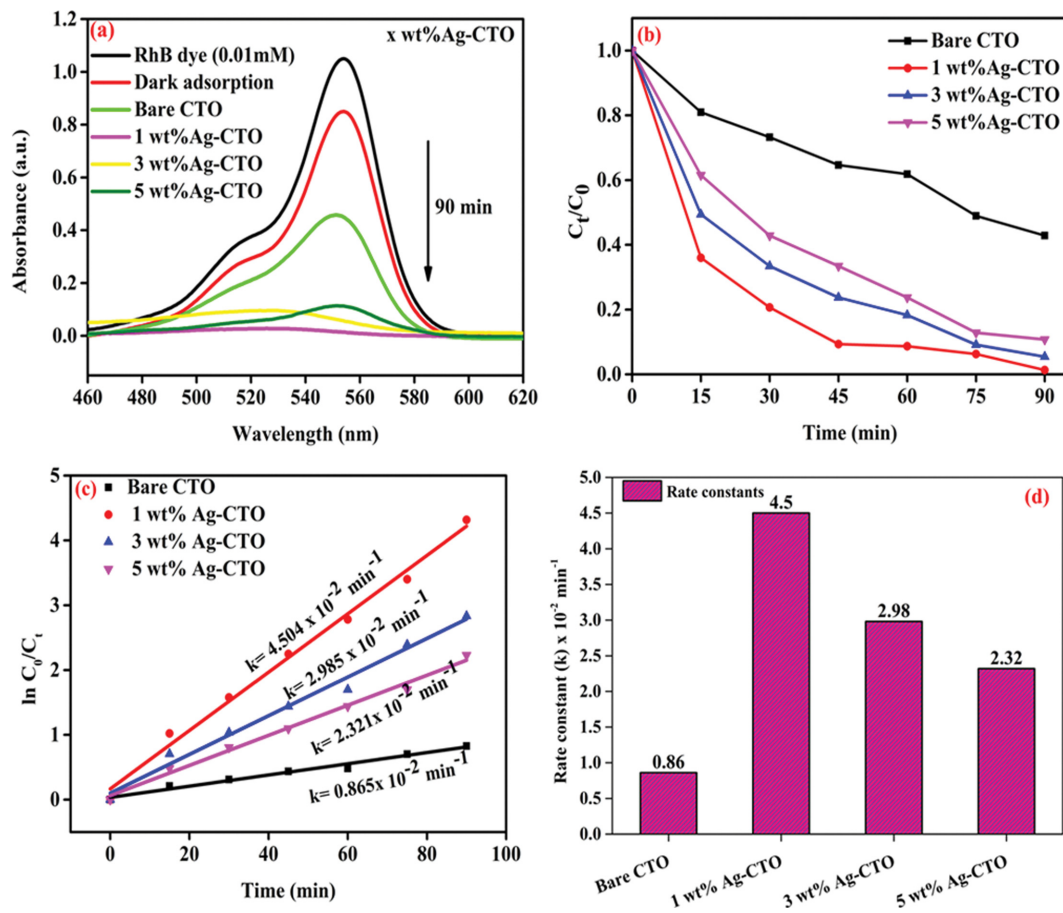 (a)
x wt%Ag-CTO
RhB dye (0.01mM)
Dark adsorption
Bare CTO
1 wt%Ag-CTO
3 wt%Ag-CTO
5 wt%Ag-CTO
90 min
Absorbance (a.u.)
1.2
1.0
0.8
0.6
0.4
0.2
0.0
460 480 500 520 540 560 580 600 620
Wavelength (nm)
(b)
Bare CTO
1 wt%Ag-CTO
3 wt%Ag-CTO
5 wt%Ag-CTO
Ct/C0
1.0
0.8
0.6
0.4
0.2
0.0
0 15 30 45 60 75 90
Time (min)
(c)
Bare CTO
1 wt% Ag-CTO
3 wt% Ag-CTO
5 wt% Ag-CTO
k= 4.504 x 10-2 min-1
k= 2.985 x 10-2 min-1
k= 2.321x 10-2 min-1
k= 0.865x 10-2 min-1
ln C0/Ct
5
4
3
2
1
0
0 20 40 60 80 100
Time (min)
(d)
Rate constants
Rate constant (k) x 10-2 min-1
5.0
4.5
4.0
3.5
3.0
2.5
2.0
1.5
1.0
0.5
0.0
0.86
4.5
2.98
2.32
Bare CTO
1 wt% Ag-CTO
3 wt% Ag-CTO
5 wt% Ag-CTO